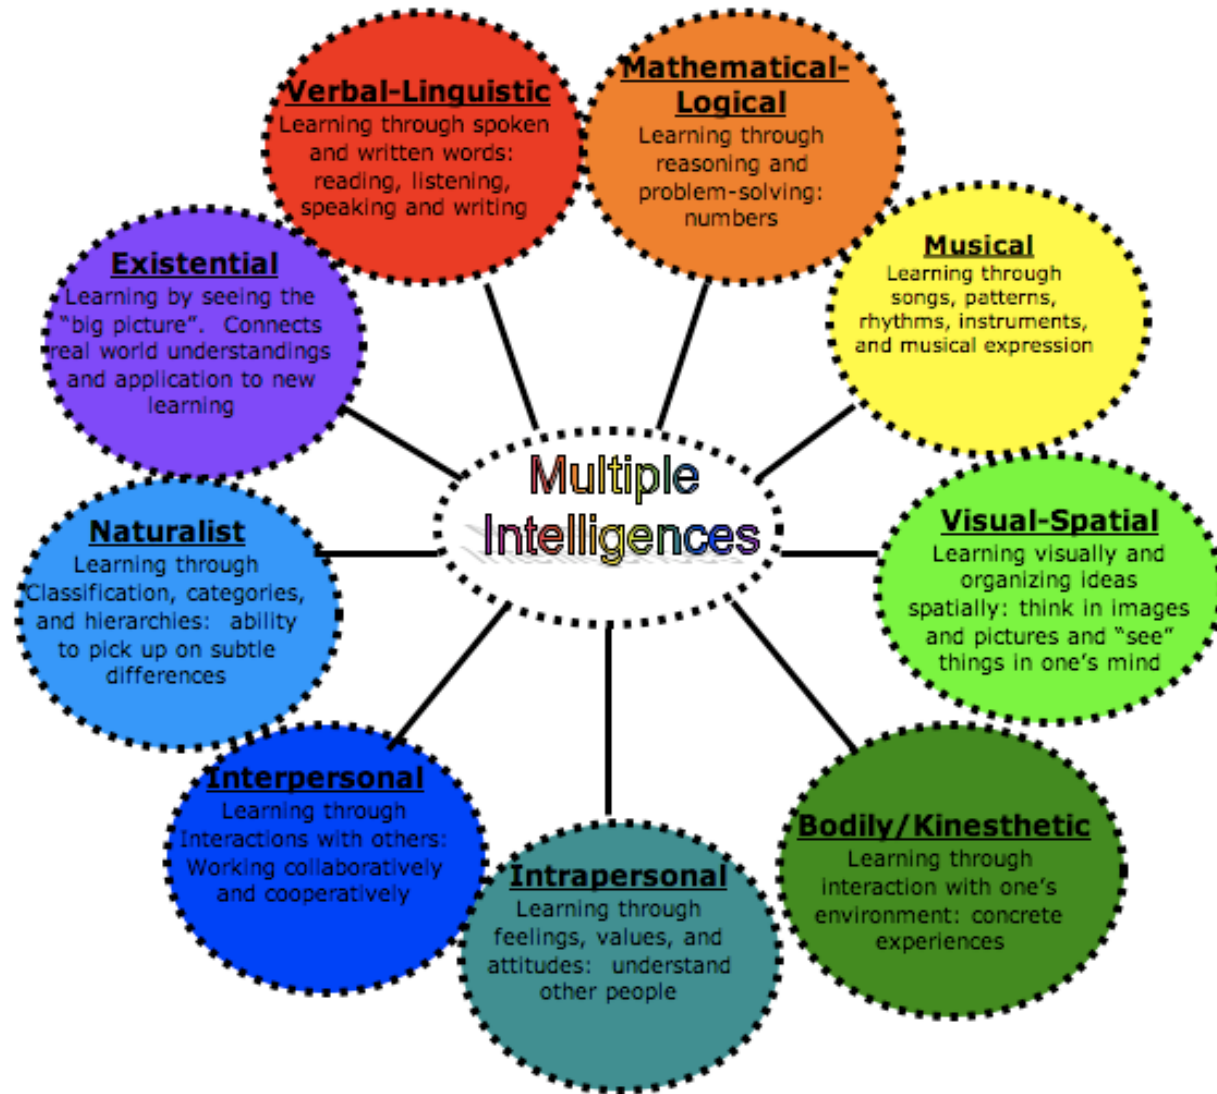 Verbal-Linguistic
Learning through spoken
and written words:
reading, listening,
speaking and writing
Mathematical-
Logical
Learning through
reasoning and
problem-solving:
numbers
Musical
Learning through
songs, patterns,
rhythms, instruments,
and musical expression
Visual-Spatial
Learning visually and
organizing ideas
spatially: think in images
and pictures and “see”
things in one’s mind
Bodily/Kinesthetic
Learning through
interaction with one’s
environment: concrete
experiences
Intrapersonal
Learning through
feelings, values, and
attitudes: understand
other people
Interpersonal
Learning through
Interactions with others:
Working collaboratively
and cooperatively
Naturalist
Learning through
Classification, categories,
and hierarchies: ability
to pick up on subtle
differences
Existential
Learning by seeing the
“big picture”. Connects
real world understandings
and application to new
learning
Multiple
Intelligences